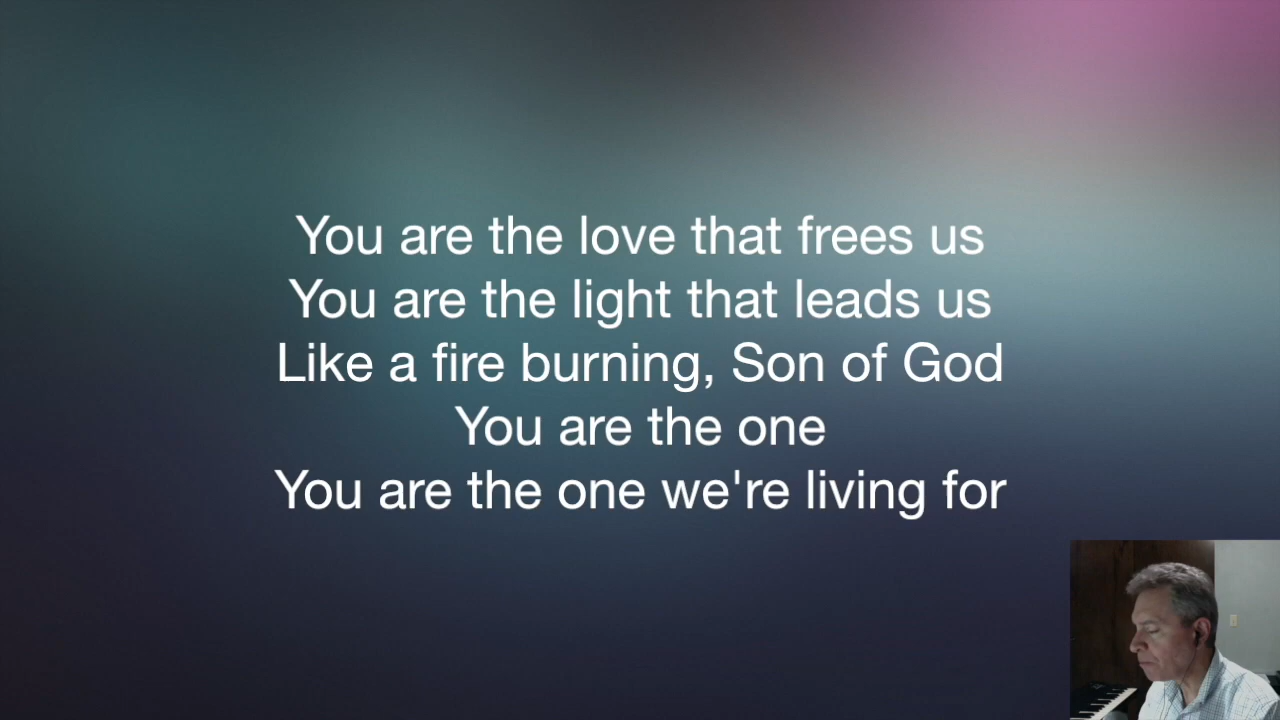 You are the love that frees us
You are the light that leads us
Like a fire burning, Son of God
You are the one
You are the one we're living for